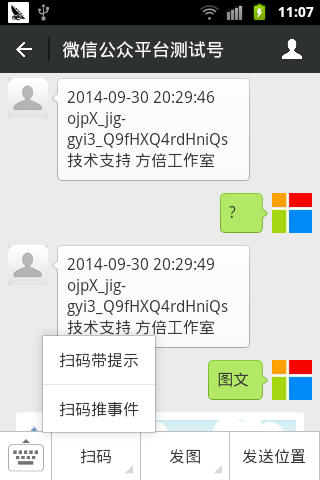 11:07
微信公众平台测试号
2014-09-30 20:29:46
ojpX_jig-
gyi3_Q9fHXQ4rdHniQs
技术支持 方倍工作室
?
2014-09-30 20:29:49
ojpX_jig-
gyi3_Q9fHXQ4rdHniQs
技术支持 方倍工作室
图文
扫码带提示
扫码推事件
扫码
发图
发送位置